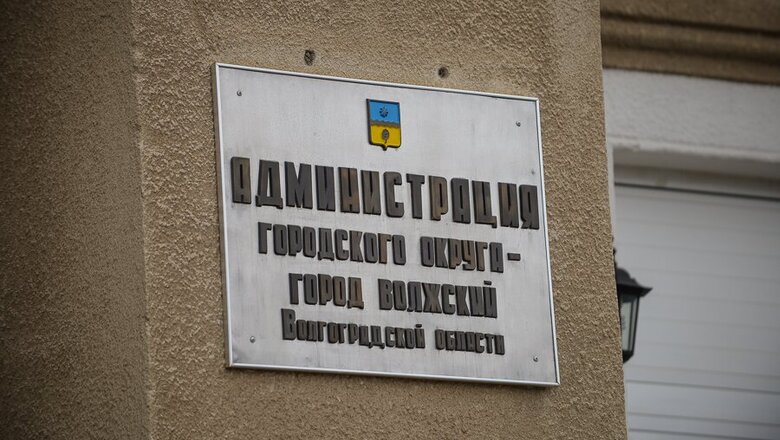 АДМИНИСТРАЦИЯ
ГОРОДСКОГО ОКРУГА –
ГОРОД ВОЛЖСКИЙ
ВОЛГОГРАДСКОЙ ОБЛАСТИ